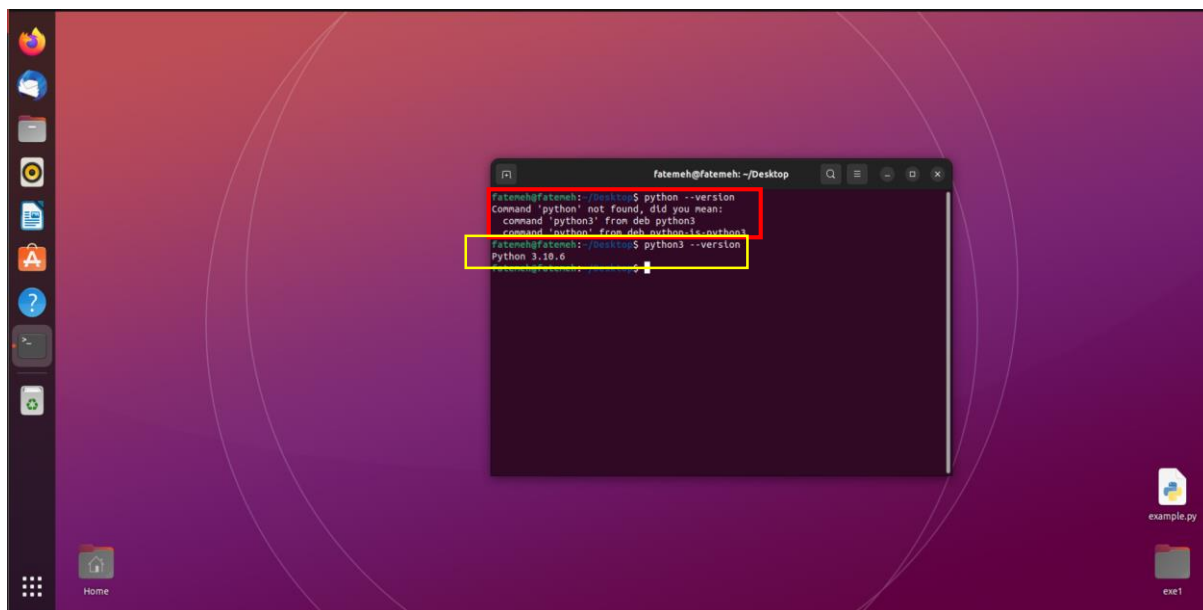 fatemeh@fatemeh: ~/Desktop
fatemeh@fatemeh:~/Desktop$ python --version
Command 'python' not found, did you mean:
command 'python3' from deb python3
command 'python' from deb python-is-python3
fatemeh@fatemeh:~/Desktop$ python3 --version
Python 3.10.6
fatemeh@fatemeh:~/Desktop$
example.py
Home
exe1